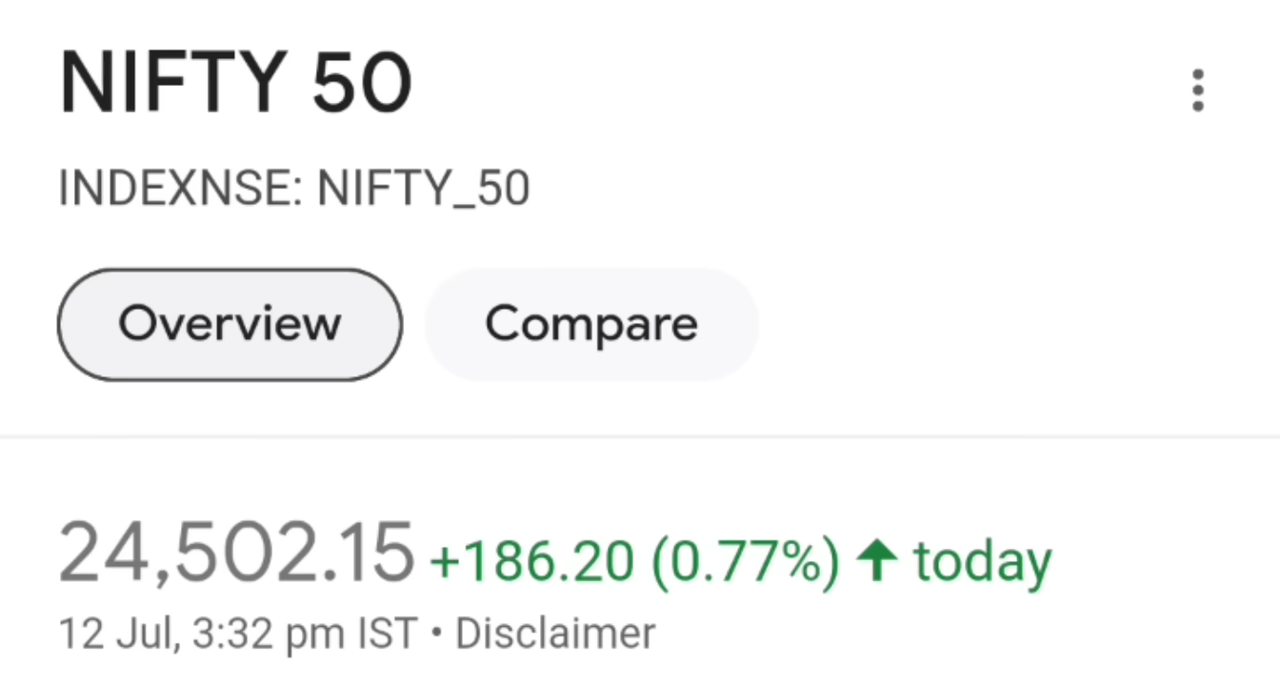 NIFTY 50
INDEXNSE: NIFTY_50
Overview Compare
24,502.15 +186.20 (0.77%) ↑ today
12 Jul, 3:32 pm IST • Disclaimer